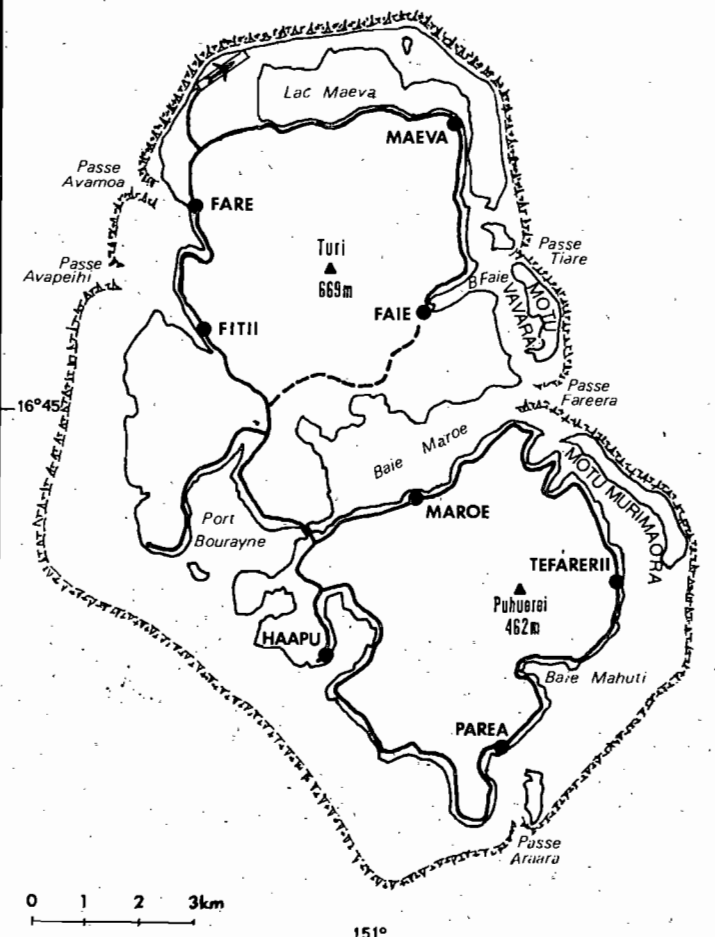 Lac Maeva
MAEVA
Passe
Avamoa
FARE
Passe
Tiare
Turi
669m
Passe
Avapeihi
B Faie
MOTU
VAVARA
FAIE
FITII
Passe
Fareera
16°45
Baie Maroe
MOTU MURIMAORA
MAROE
Port
Bourayne
TEFARERII
Puhuerei
462m
HAAPU
Baie Mahuti
PAREA
Passe
Araara
0 1 2 3km
151°